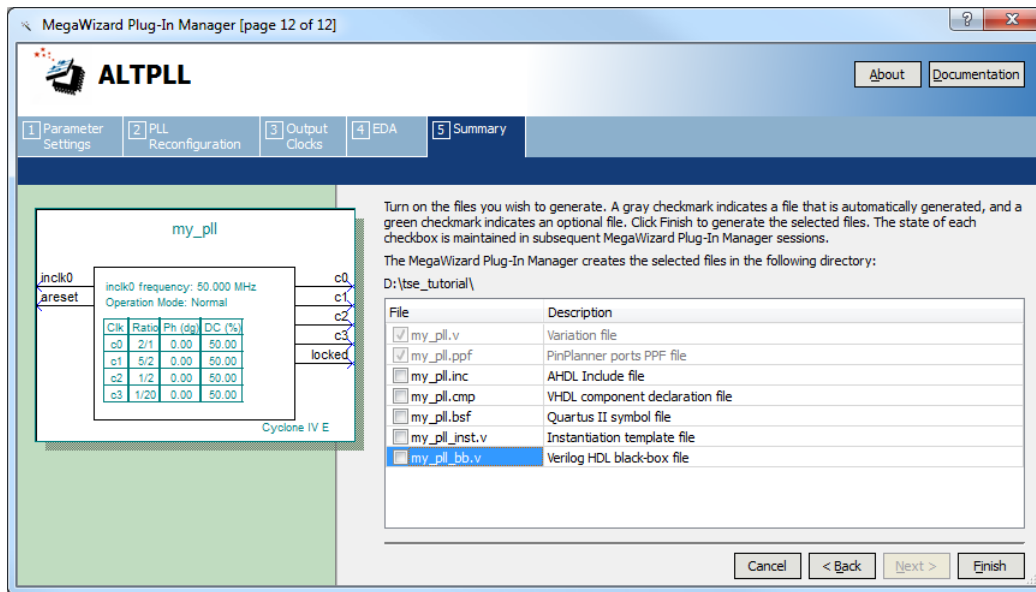 MegaWizard Plug-In Manager [page 12 of 12]
?
X
ALTPLL
About
Documentation
1 Parameter Settings
2 PLL Reconfiguration
3 Output Clocks
4 EDA
5 Summary
my_pll
inclk0
areset
inclk0 frequency: 50.000 MHz
Operation Mode: Normal
Clk Ratio Ph (dg) DC (%)
c0 2/1 0.00 50.00
c1 5/2 0.00 50.00
c2 1/2 0.00 50.00
c3 1/20 0.00 50.00
c0
c1
c2
c3
locked
Cyclone IV E
Turn on the files you wish to generate. A gray checkmark indicates a file that is automatically generated, and a
green checkmark indicates an optional file. Click Finish to generate the selected files. The state of each
checkbox is maintained in subsequent MegaWizard Plug-In Manager sessions.
The MegaWizard Plug-In Manager creates the selected files in the following directory:
D:\tse_tutorial\
File Description
my_pll.v Variation file
my_pll.ppf PinPlanner ports PPF file
my_pll.inc AHDL Include file
my_pll.cmp VHDL component declaration file
my_pll.bsf Quartus II symbol file
my_pll_inst.v Instantiation template file
my_pll_bb.v Verilog HDL black-box file
Cancel
< Back
Next >
Finish